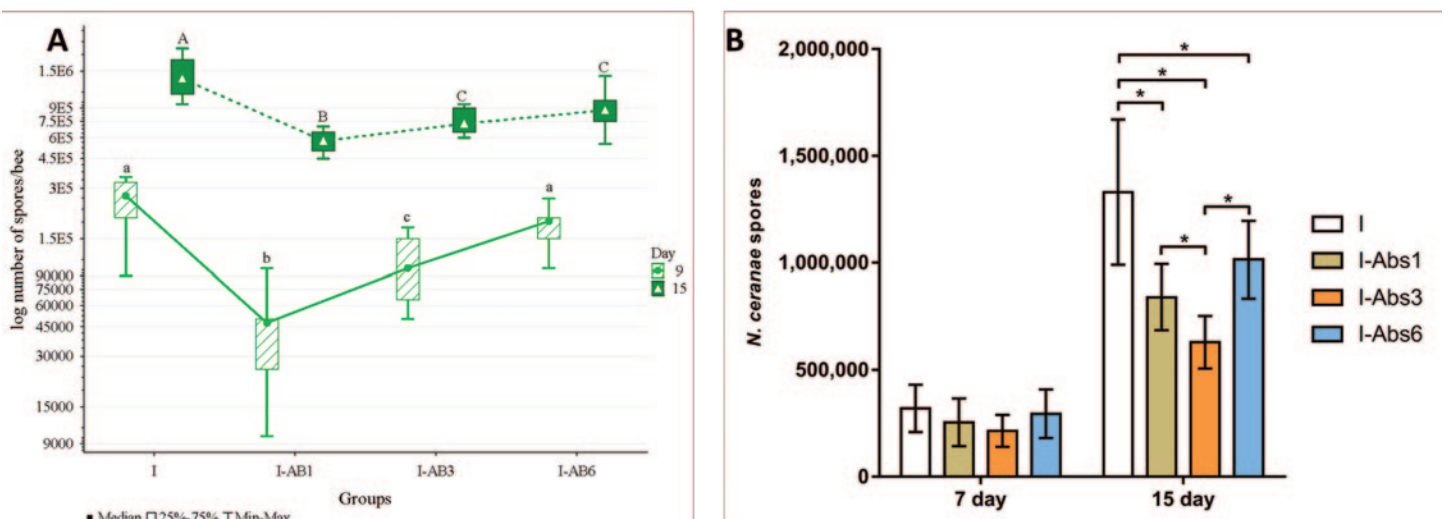 A
log number of spores/bee
1.5E6
9E5
7.5E5
6E5
4.5E5
3E5
1.5E5
90000
75000
60000
45000
30000
15000
9000
A
B
C
C
a
b
c
a
I
I-AB1
I-AB3
I-AB6
Groups
Day
9
15
Median 25%-75% Min-Max
B
N. ceranae spores
2,000,000
1,500,000
1,000,000
500,000
0
*
*
*
*
*
7 day
15 day
I
I-Abs1
I-Abs3
I-Abs6